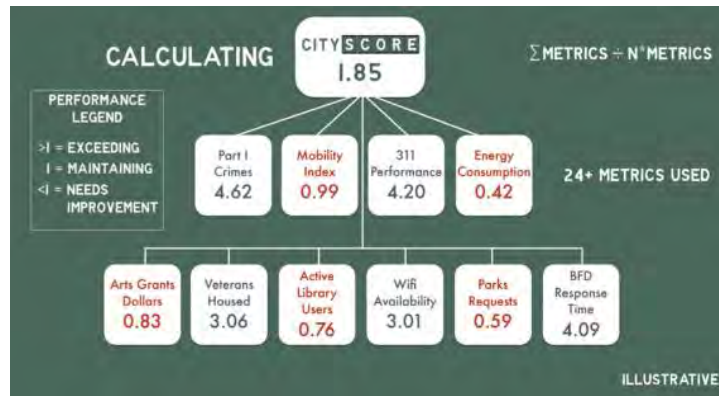 CALCULATING
CITYSCORE
1.85
∑METRICS ÷ N°METRICS
PERFORMANCE
LEGEND
>1 = EXCEEDING
1 = MAINTAINING
<1 = NEEDS
IMPROVEMENT
Part I
Crimes
4.62
Mobility
Index
0.99
311
Performance
4.20
Energy
Consumption
0.42
24+ METRICS USED
Arts Grants
Dollars
0.83
Veterans
Housed
3.06
Active
Library
Users
0.76
Wifi
Availability
3.01
Parks
Requests
0.59
BFD
Response
Time
4.09
ILLUSTRATIVE